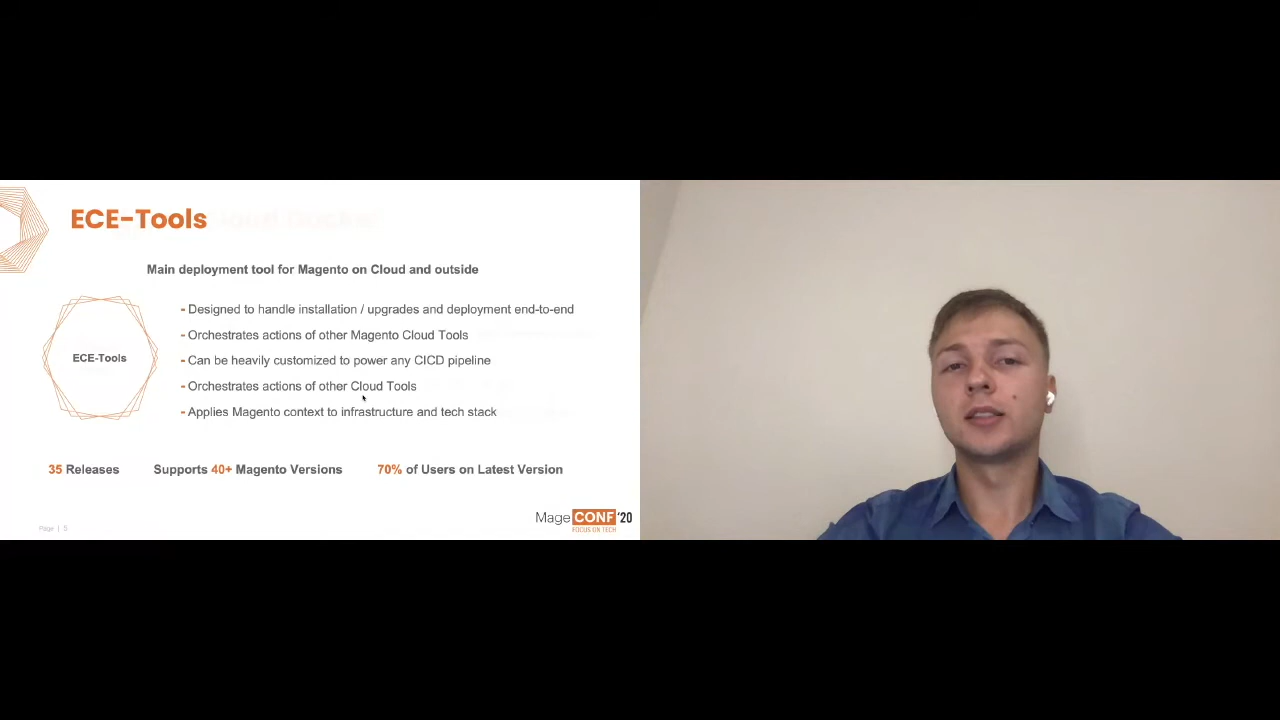 ECE-Tools
Main deployment tool for Magento on Cloud and outside
ECE-Tools
- Designed to handle installation / upgrades and deployment end-to-end
- Orchestrates actions of other Magento Cloud Tools
- Can be heavily customized to power any CICD pipeline
- Orchestrates actions of other Cloud Tools
- Applies Magento context to infrastructure and tech stack
35 Releases
Supports 40+ Magento Versions
70% of Users on Latest Version
Page | 5
Mage CONF '20
FOCUS ON TECH